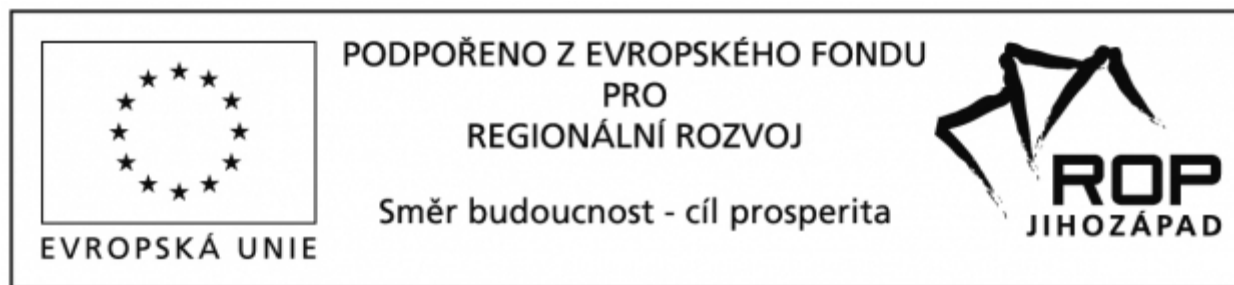 EVROPSKÁ UNIE
PODPOŘENO Z EVROPSKÉHO FONDU
PRO
REGIONÁLNÍ ROZVOJ
Směr budoucnost - cíl prosperita
ROP
JIHOZÁPAD